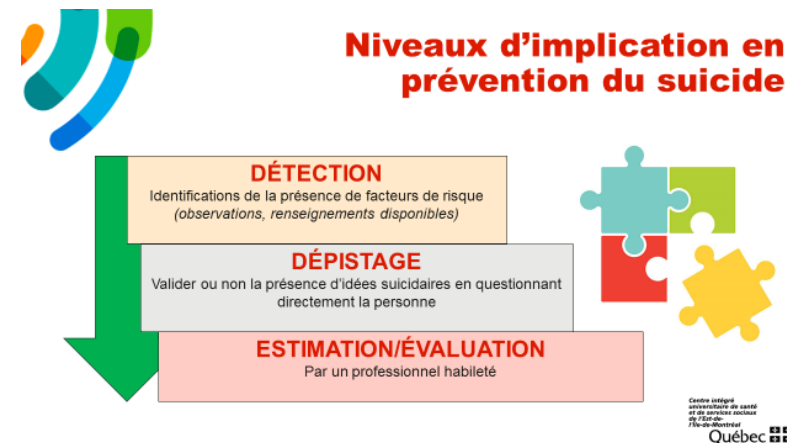 Niveaux d'implication en
prévention du suicide
DÉTECTION
Identifications de la présence de facteurs de risque
(observations, renseignements disponibles)
DÉPISTAGE
Valider ou non la présence d'idées suicidaires en questionnant
directement la personne
ESTIMATION/ÉVALUATION
Par un professionnel habileté
Centre intégré
universitaire de santé
et de services sociaux
de l'Est-de-
l'Île-de-Montréal
Québec